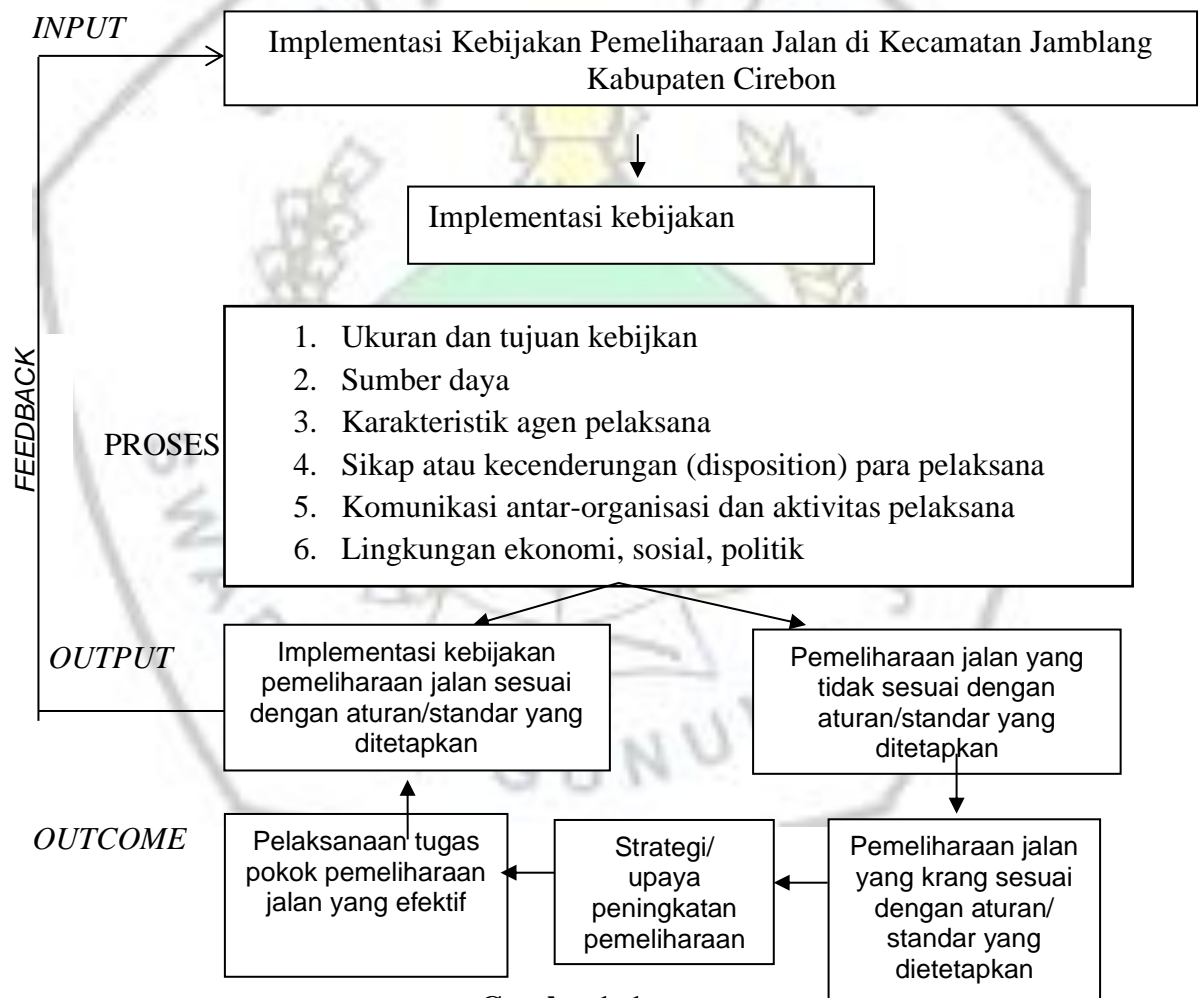 INPUT
Implementasi Kebijakan Pemeliharaan Jalan di Kecamatan Jamblang
Kabupaten Cirebon
Implementasi kebijakan
FEEDBACK
PROSES
1. Ukuran dan tujuan kebijkan
2. Sumber daya
3. Karakteristik agen pelaksana
4. Sikap atau kecenderungan (disposition) para pelaksana
5. Komunikasi antar-organisasi dan aktivitas pelaksana
6. Lingkungan ekonomi, sosial, politik
OUTPUT
Implementasi kebijakan
pemeliharaan jalan sesuai
dengan aturan/standar yang
ditetapkan
Pemeliharaan jalan yang
tidak sesuai dengan
aturan/standar yang
ditetapkan
OUTCOME
Pelaksanaan tugas
pokok pemeliharaan
jalan yang efektif
Strategi/
upaya
peningkatan
pemeliharaan
Pemeliharaan jalan
yang krang sesuai
dengan aturan/
standar yang
dietetapkan